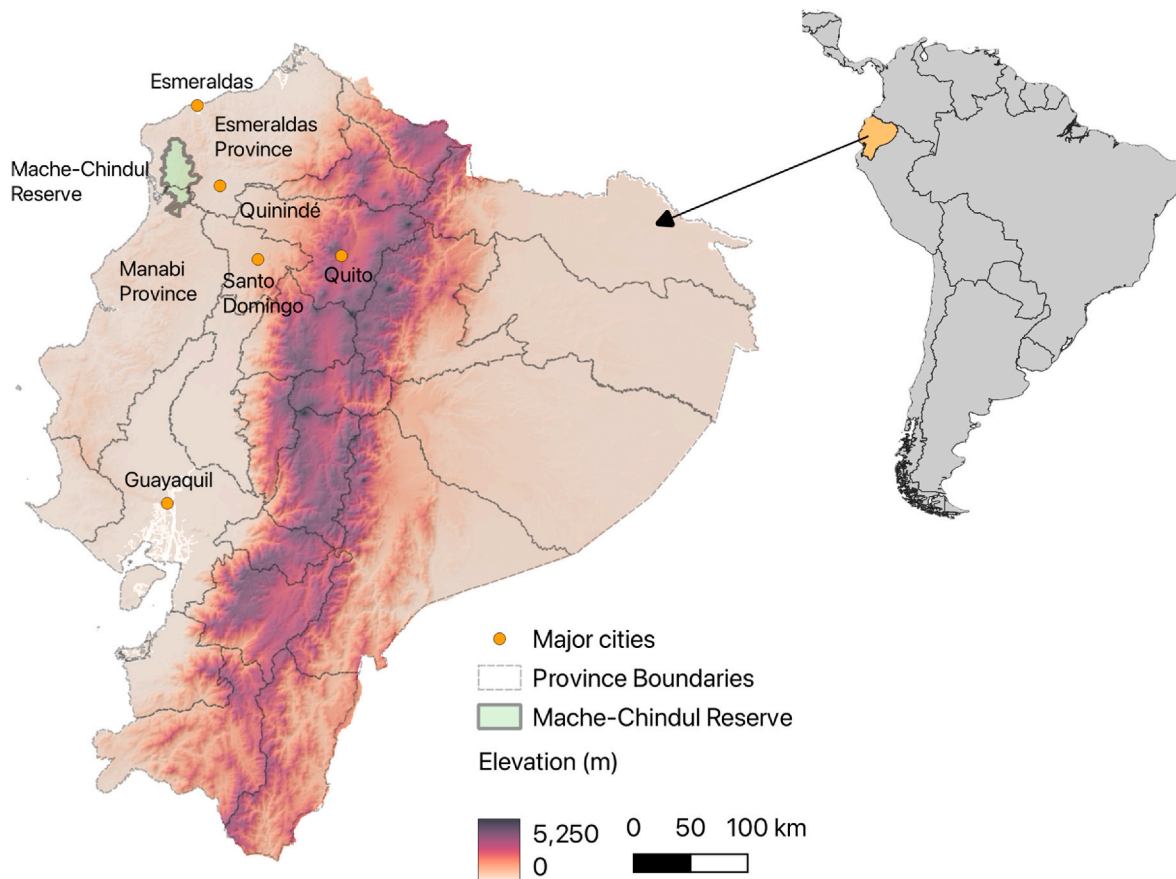 Esmeraldas
Esmeraldas
Province
Mache-Chindul
Reserve
Quinindé
Manabi
Province
Santo
Domingo
Quito
Guayaquil
Major cities
Province Boundaries
Mache-Chindul Reserve
Elevation (m)
5,250
0
0 50 100 km